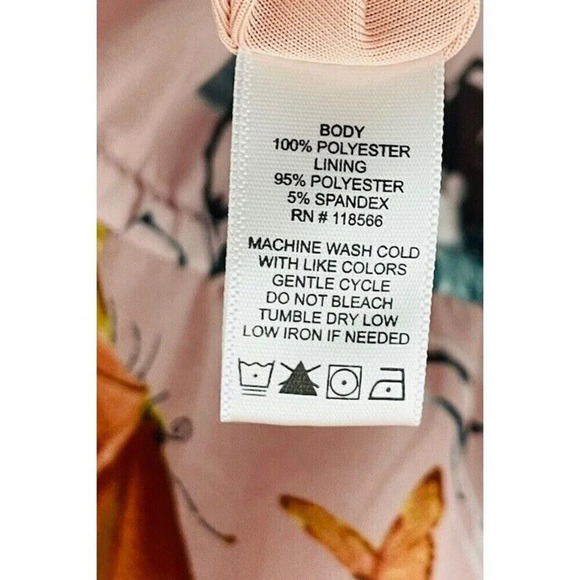 BODY
100% POLYESTER
LINING
95% POLYESTER
5% SPANDEX
RN # 118566
MACHINE WASH COLD
WITH LIKE COLORS
GENTLE CYCLE
DO NOT BLEACH
TUMBLE DRY LOW
LOW IRON IF NEEDED